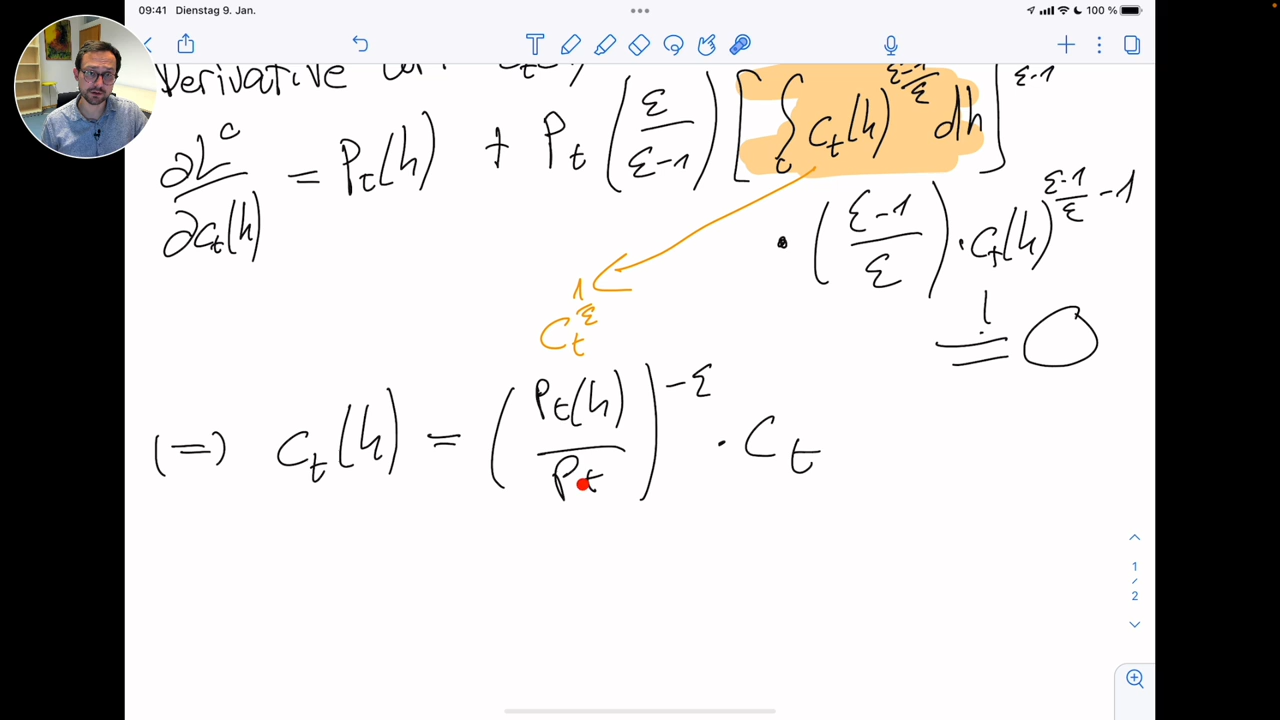 09:41 Dienstag 9. Jan. 100 %
Derivative
∂L^c / ∂c_t(h) = P_t(h) + P_t (ε / ε-1) [∫ c_t(h)^{ε-1/ε} dh]^{ε-1}
· (ε-1 / ε) · c_t(h)^{ε-1/ε - 1}
! = 0
c_t^{1/ε}
(=) c_t(h) = (P_t(h) / P_t)^{-ε} · c_t
1
/
2